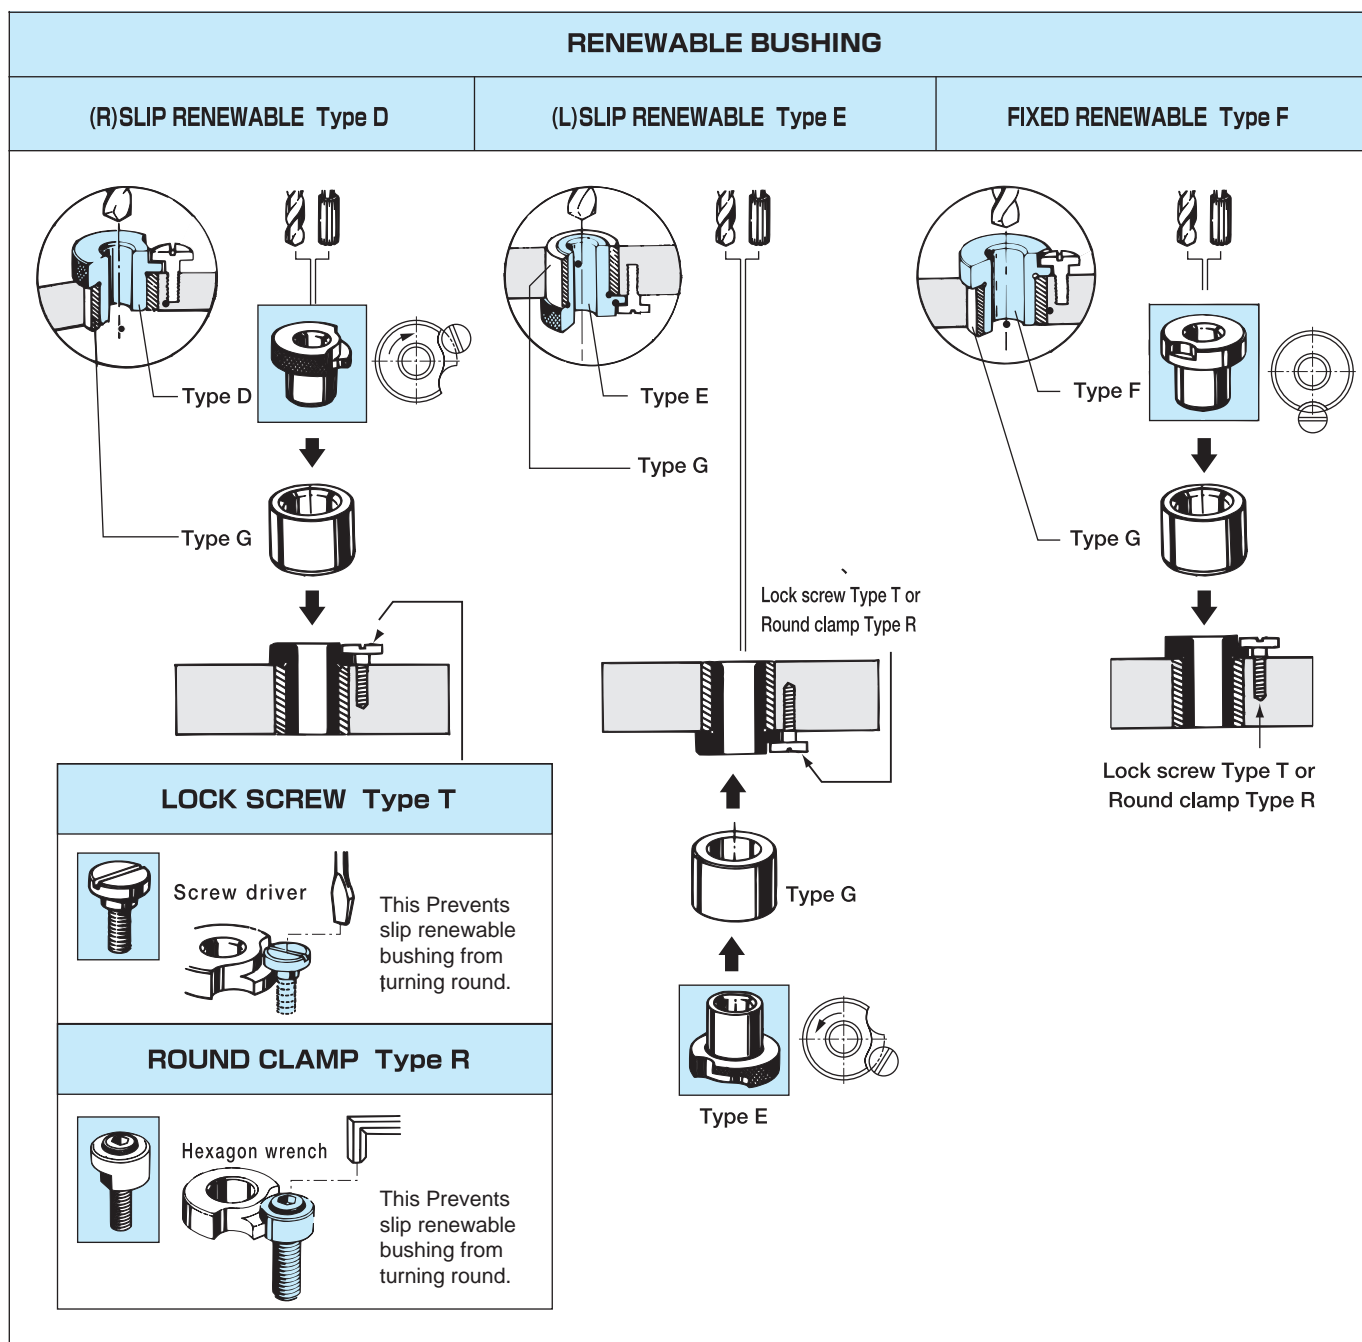 RENEWABLE BUSHING
(R)SLIP RENEWABLE Type D
(L)SLIP RENEWABLE Type E
FIXED RENEWABLE Type F
Type D
Type G
Type E
Type G
Type F
Type G
Lock screw Type T or
Round clamp Type R
Lock screw Type T or
Round clamp Type R
Type G
Type E
LOCK SCREW Type T
Screw driver
This Prevents
slip renewable
bushing from
turning round.
ROUND CLAMP Type R
Hexagon wrench
This Prevents
slip renewable
bushing from
turning round.